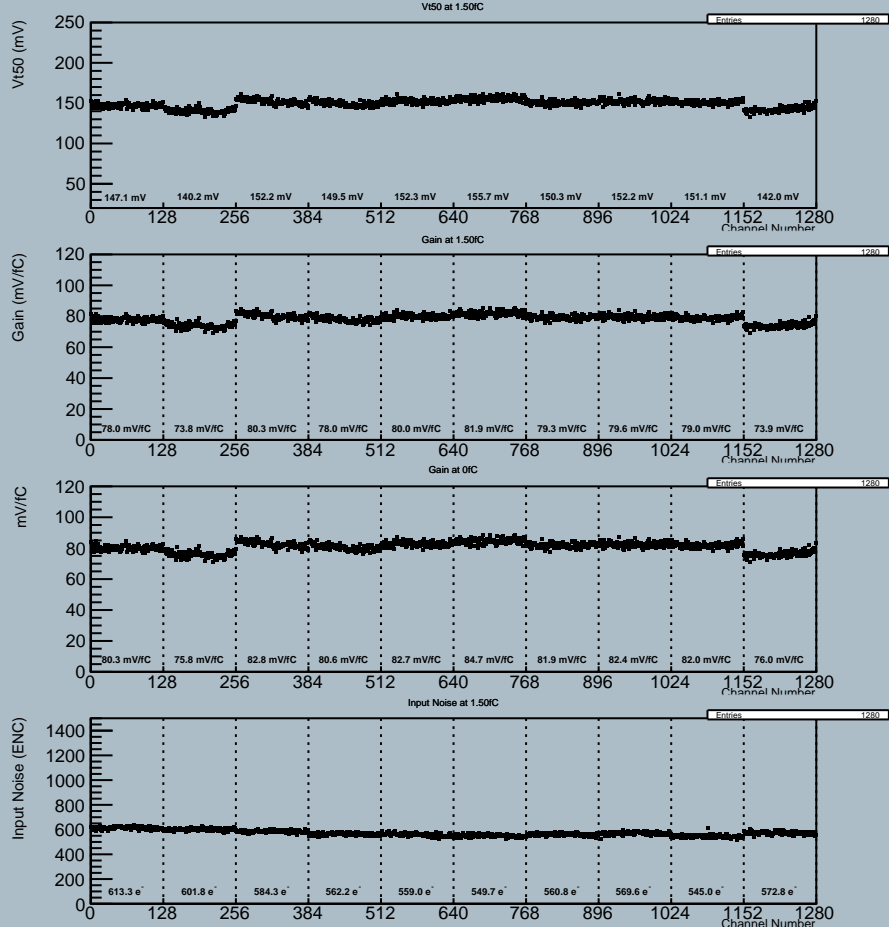 Vt50 at 1.50fC
Entries 1280
Vt50 (mV)
250
200
150
100
50
147.1 mV 140.2 mV 152.2 mV 149.5 mV 152.3 mV 155.7 mV 150.3 mV 152.2 mV 151.1 mV 142.0 mV
0 128 256 384 512 640 768 896 1024 1152 1280
Channel Number
Gain at 1.50fC
Entries 1280
Gain (mV/fC)
120
100
80
60
40
20
0
78.0 mV/fC 73.8 mV/fC 80.3 mV/fC 78.0 mV/fC 80.0 mV/fC 81.9 mV/fC 79.3 mV/fC 79.6 mV/fC 79.0 mV/fC 73.9 mV/fC
0 128 256 384 512 640 768 896 1024 1152 1280
Channel Number
Gain at 0fC
Entries 1280
mV/fC
120
100
80
60
40
20
0
80.3 mV/fC 75.8 mV/fC 82.8 mV/fC 80.6 mV/fC 82.7 mV/fC 84.7 mV/fC 81.9 mV/fC 82.4 mV/fC 82.0 mV/fC 76.0 mV/fC
0 128 256 384 512 640 768 896 1024 1152 1280
Channel Number
Input Noise at 1.50fC
Entries 1280
Input Noise (ENC)
1400
1200
1000
800
600
400
200
0
613.3 e⁻ 601.8 e⁻ 584.3 e⁻ 562.2 e⁻ 559.0 e⁻ 549.7 e⁻ 560.8 e⁻ 569.6 e⁻ 545.0 e⁻ 572.8 e⁻
0 128 256 384 512 640 768 896 1024 1152 1280
Channel Number